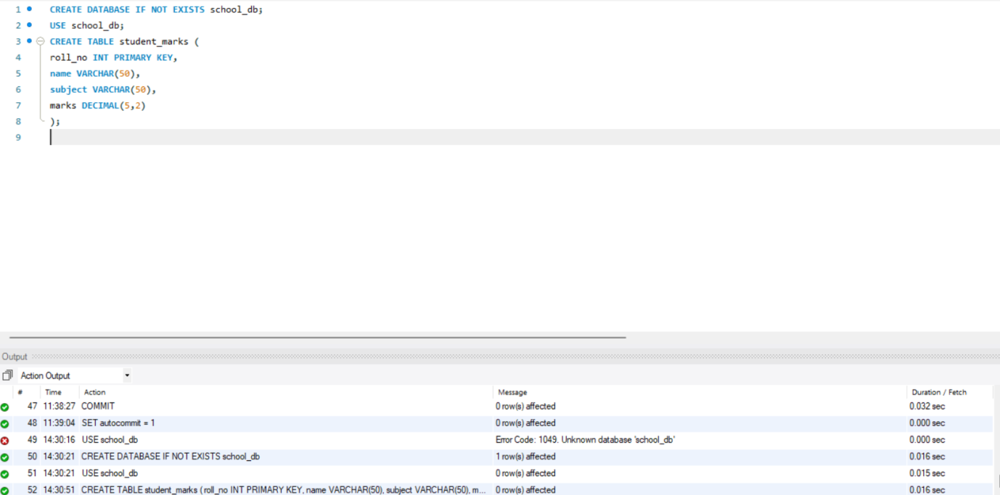 1 CREATE DATABASE IF NOT EXISTS school_db;
2 USE school_db;
3 CREATE TABLE student_marks (
4 roll_no INT PRIMARY KEY,
5 name VARCHAR(50),
6 subject VARCHAR(50),
7 marks DECIMAL(5,2)
8 );
9
Output
Action Output
# Time Action Message Duration / Fetch
47 11:38:27 COMMIT 0 row(s) affected 0.032 sec
48 11:39:04 SET autocommit = 1 0 row(s) affected 0.000 sec
49 14:30:16 USE school_db Error Code: 1049. Unknown database 'school_db' 0.000 sec
50 14:30:21 CREATE DATABASE IF NOT EXISTS school_db 1 row(s) affected 0.016 sec
51 14:30:21 USE school_db 0 row(s) affected 0.015 sec
52 14:30:51 CREATE TABLE student_marks ( roll_no INT PRIMARY KEY, name VARCHAR(50), subject VARCHAR(50), m... 0 row(s) affected 0.016 sec